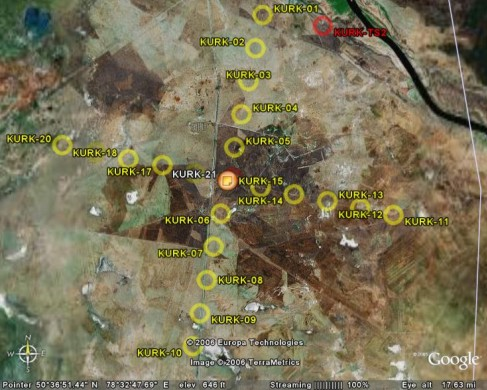 KURK-01
KURK-TS2
KURK-02
KURK-03
KURK-04
KURK-20
KURK-05
KURK-18
KURK-17
KURK-21
KURK-15
KURK-14
KURK-13
KURK-12
KURK-11
KURK-06
KURK-07
KURK-08
KURK-09
KURK-10
© 2006 Europa Technologies
Image © 2006 TerraMetrics
Google
N
W
E
S
Pointer 50°36'51.44" N 78°32'47.69" E elev 646 ft Streaming |||||||||| 100% Eye alt 17.63 mi